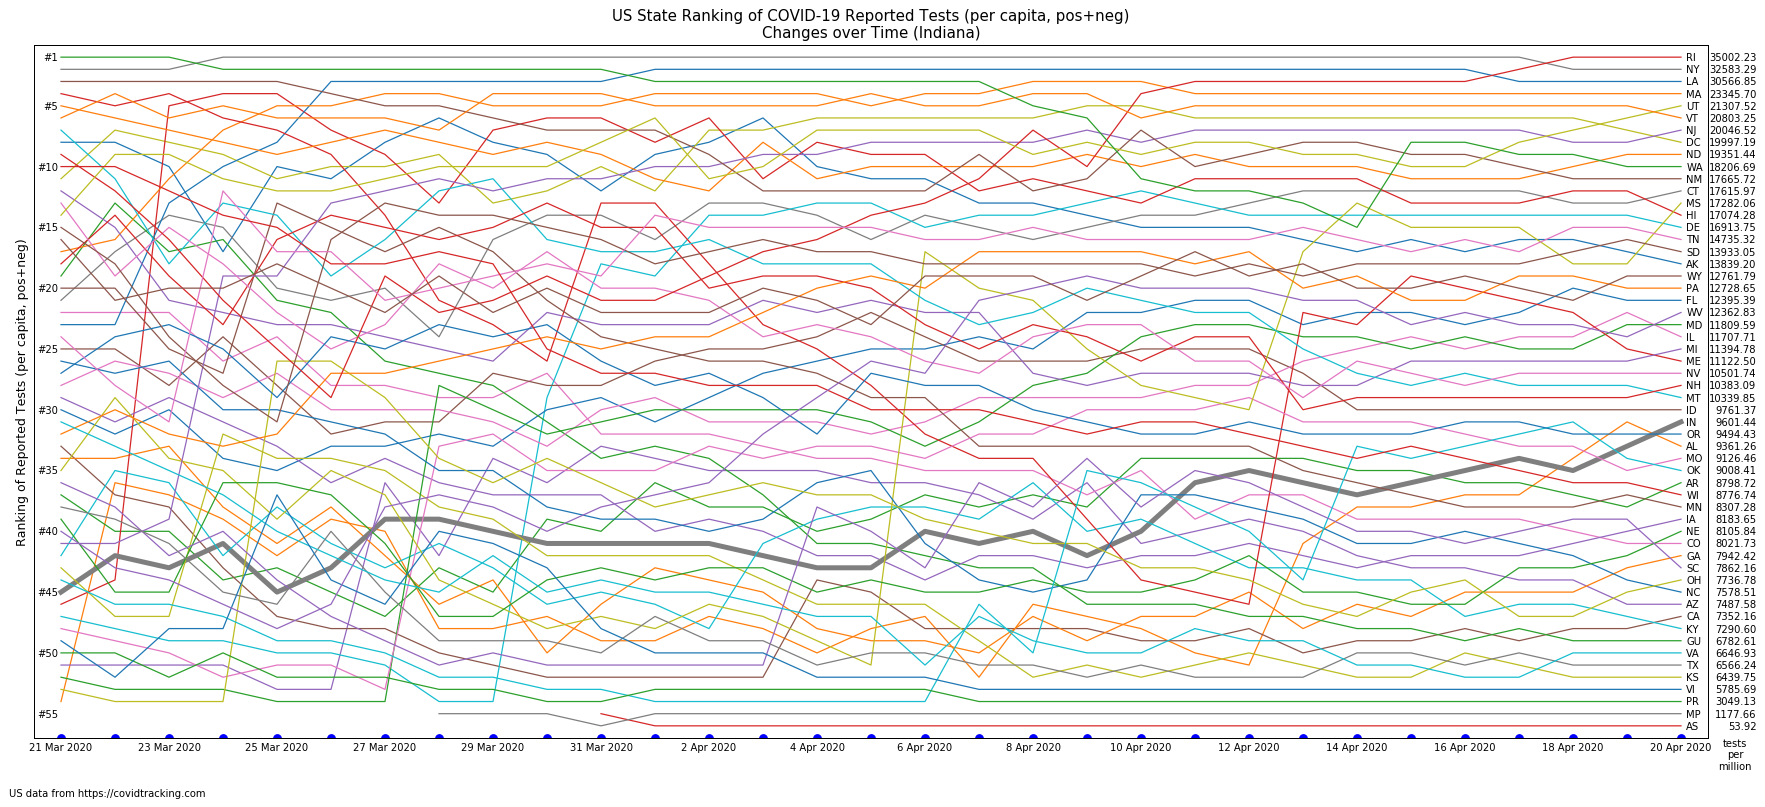 US State Ranking of COVID-19 Reported Tests (per capita, pos+neg)
Changes over Time (Indiana)
Ranking of Reported Tests (per capita, pos+neg)
#1
#5
#10
#15
#20
#25
#30
#35
#40
#45
#50
#55
RI 35002.23
NY 32583.29
LA 30566.85
MA 23345.70
UT 21307.52
VT 20803.25
NJ 20046.52
DC 19997.19
ND 19351.44
WA 18206.69
NM 17665.72
CT 17615.97
MS 17282.06
HI 17074.28
DE 16913.75
TN 14735.32
SD 13933.05
AK 13839.20
WY 12761.79
PA 12728.65
FL 12395.39
WV 12362.83
MD 11809.59
IL 11707.71
MI 11394.78
ME 11122.50
NV 10501.74
NH 10383.09
MT 10339.85
ID 9761.37
IN 9601.44
OR 9494.43
AL 9361.26
MO 9126.46
OK 9008.41
AR 8798.72
WI 8776.74
MN 8307.28
IA 8183.65
NE 8105.84
CO 8021.73
GA 7942.42
SC 7862.16
OH 7736.78
NC 7578.51
AZ 7487.58
CA 7352.16
KY 7290.60
GU 6782.61
VA 6646.93
TX 6566.24
KS 6439.75
VI 5785.69
PR 3049.13
MP 1177.66
AS 53.92
21 Mar 2020 23 Mar 2020 25 Mar 2020 27 Mar 2020 29 Mar 2020 31 Mar 2020 2 Apr 2020 4 Apr 2020 6 Apr 2020 8 Apr 2020 10 Apr 2020 12 Apr 2020 14 Apr 2020 16 Apr 2020 18 Apr 2020 20 Apr 2020
tests
per
million
US data from https://covidtracking.com